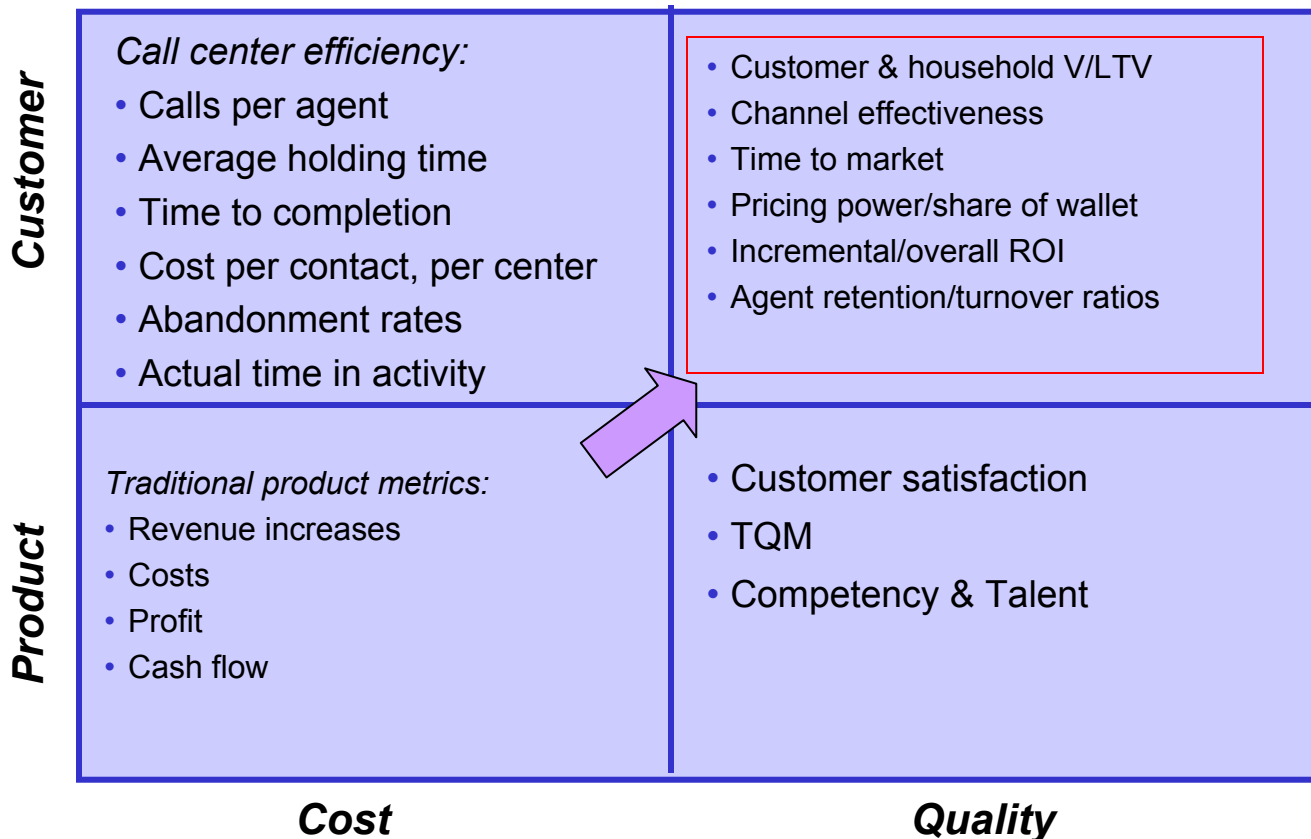 Customer
Call center efficiency:
• Calls per agent
• Average holding time
• Time to completion
• Cost per contact, per center
• Abandonment rates
• Actual time in activity
• Customer & household V/LTV
• Channel effectiveness
• Time to market
• Pricing power/share of wallet
• Incremental/overall ROI
• Agent retention/turnover ratios
Product
Traditional product metrics:
• Revenue increases
• Costs
• Profit
• Cash flow
• Customer satisfaction
• TQM
• Competency & Talent
Cost
Quality